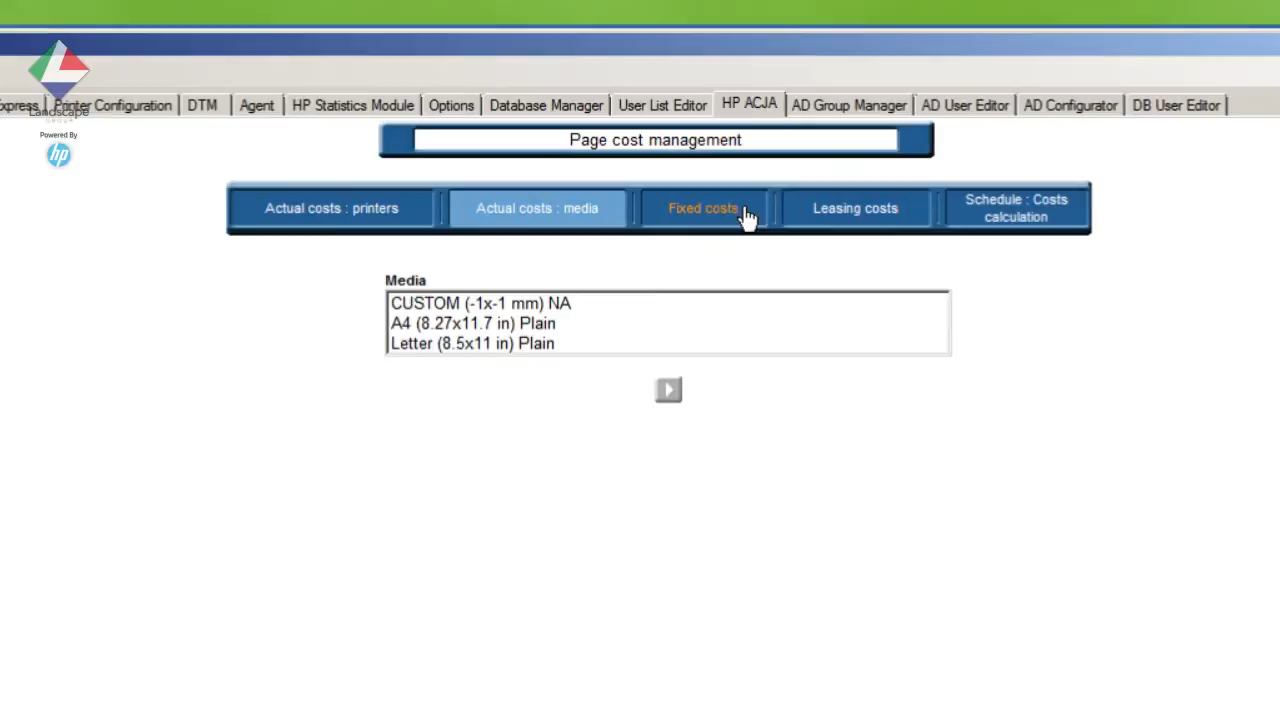 xpress Printer Configuration DTM Agent HP Statistics Module Options Database Manager User List Editor HP ACJA AD Group Manager AD User Editor AD Configurator DB User Editor
Landscape
GROUP
Powered By
hp
Page cost management
Actual costs : printers Actual costs : media Fixed costs Leasing costs Schedule : Costs
calculation
Media
CUSTOM (-1x-1 mm) NA
A4 (8.27x11.7 in) Plain
Letter (8.5x11 in) Plain